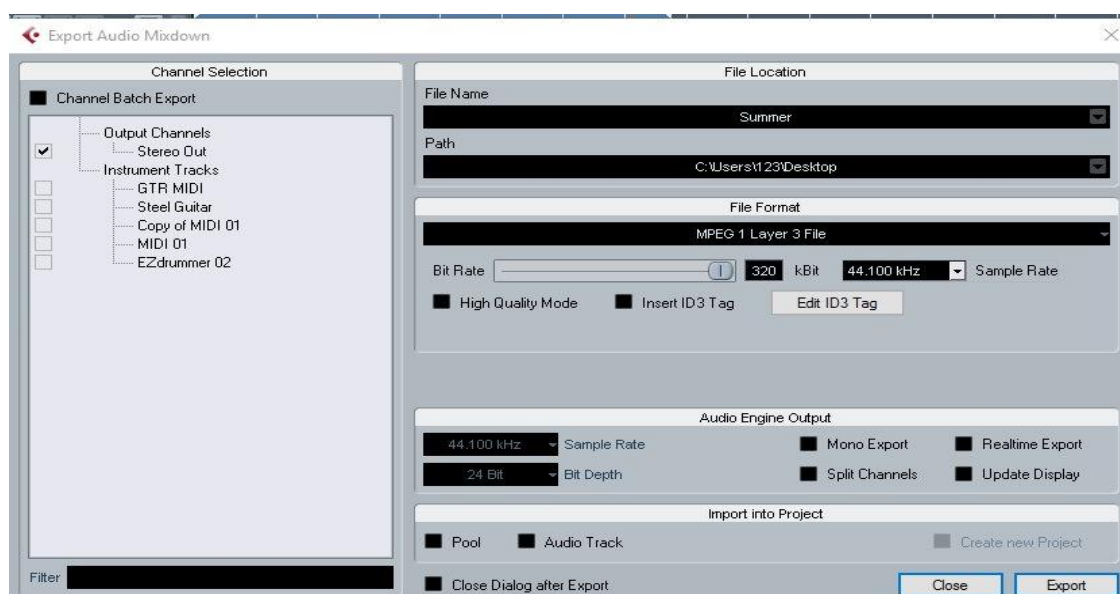 Export Audio Mixdown
Channel Selection
Channel Batch Export
Output Channels
Stereo Out
Instrument Tracks
GTR MIDI
Steel Guitar
Copy of MIDI 01
MIDI 01
EZdrummer 02
Filter
File Location
File Name
Summer
Path
C:\Users\123\Desktop
File Format
MPEG 1 Layer 3 File
Bit Rate 320 kBit 44.100 kHz Sample Rate
High Quality Mode Insert ID3 Tag Edit ID3 Tag
Audio Engine Output
44.100 kHz Sample Rate Mono Export Realtime Export
24 Bit Bit Depth Split Channels Update Display
Import into Project
Pool Audio Track Create new Project
Close Dialog after Export Close Export